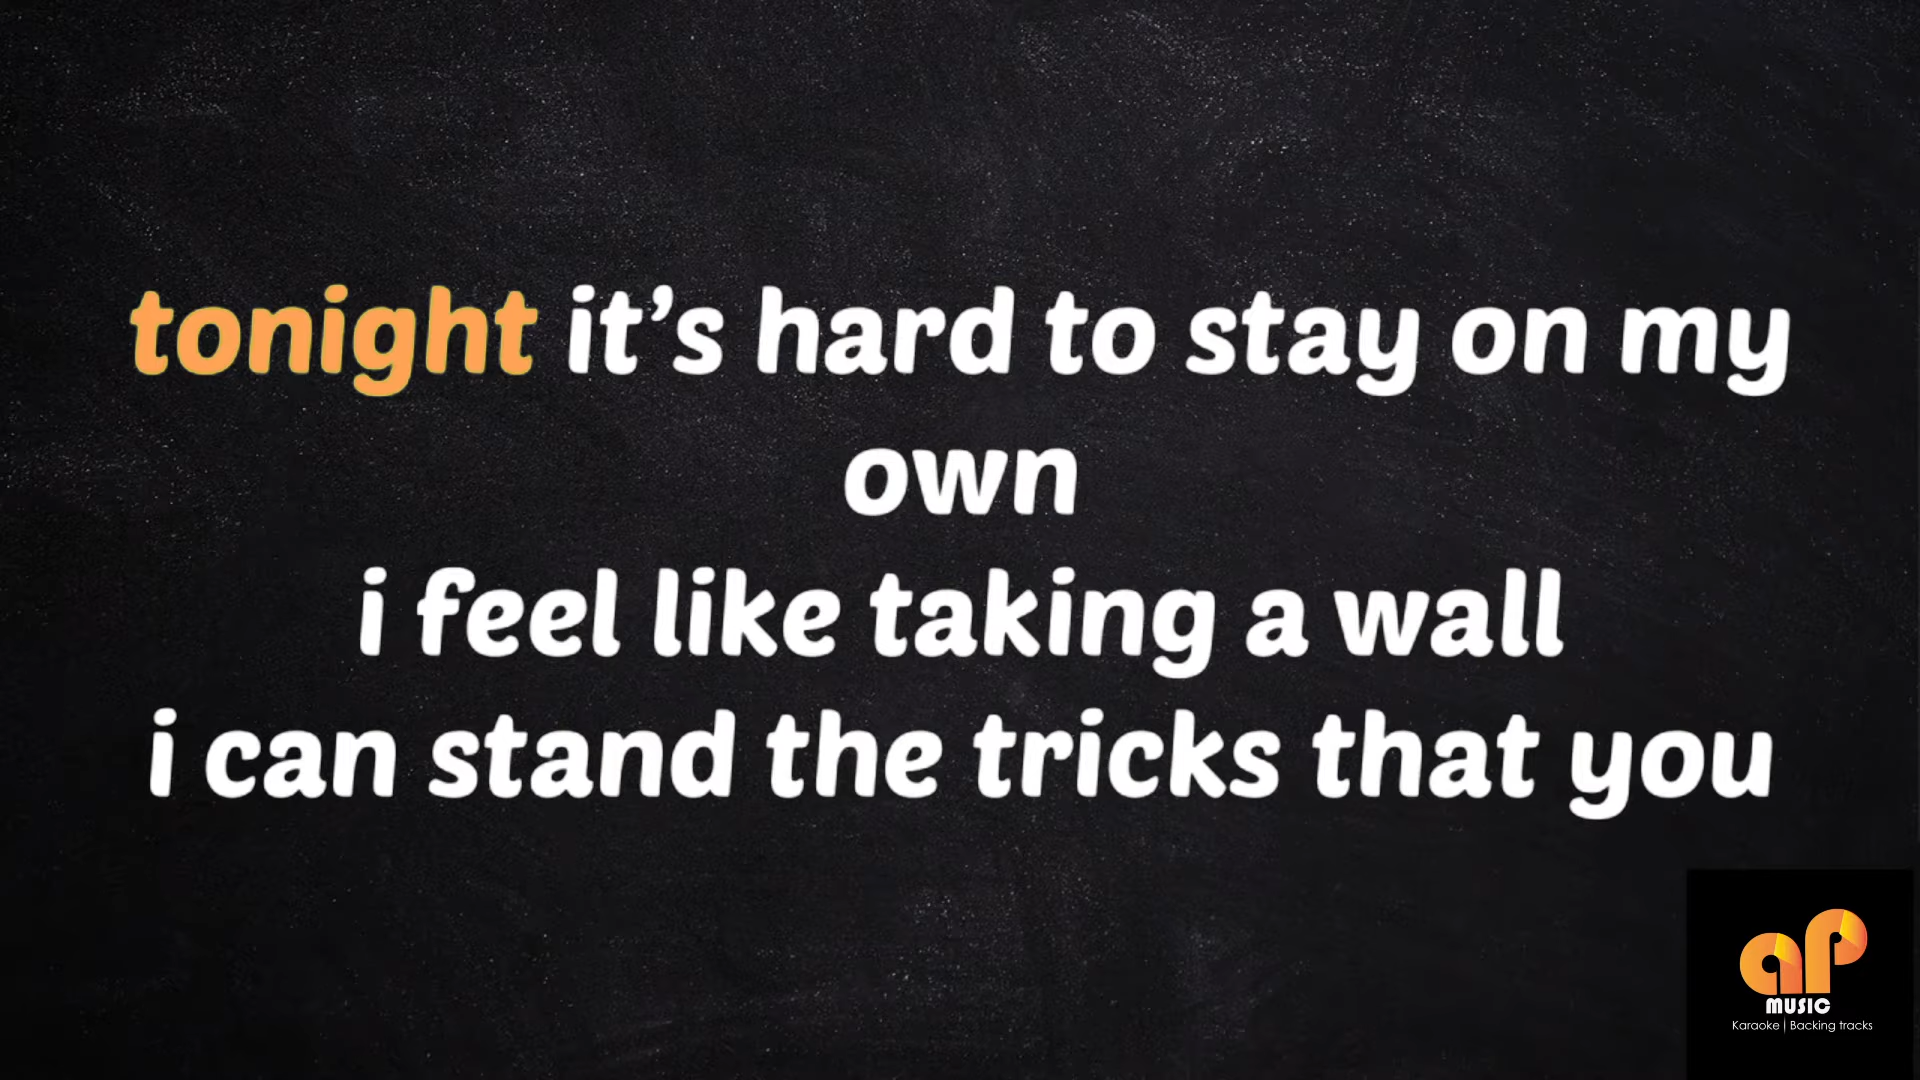 tonight it’s hard to stay on my
own
i feel like taking a wall
i can stand the tricks that you
ap
MUSIC
Karaoke | Backing tracks